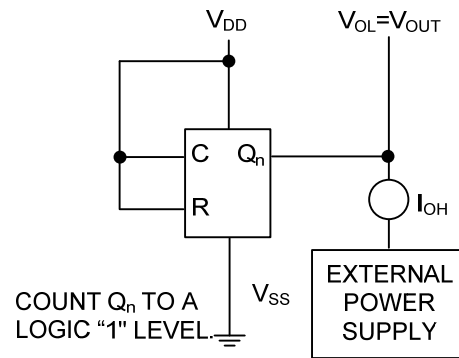 V_DD
V_OL=V_OUT
C Q_n
R
I_OH
V_SS
COUNT Q_n TO A
LOGIC “1" LEVEL.
EXTERNAL
POWER
SUPPLY